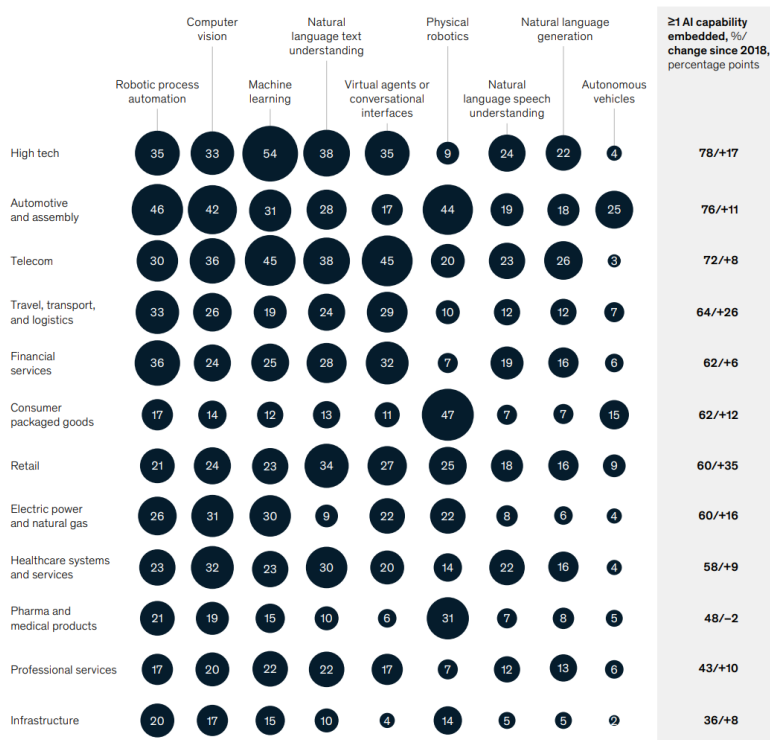 Computer vision
Natural language text understanding
Physical robotics
Natural language generation
≥1 AI capability embedded, %/ change since 2018, percentage points
Robotic process automation
Machine learning
Virtual agents or conversational interfaces
Natural language speech understanding
Autonomous vehicles
High tech 35 33 54 38 35 9 24 22 4 78/+17
Automotive and assembly 46 42 31 28 17 44 19 18 25 76/+11
Telecom 30 36 45 38 45 20 23 26 3 72/+8
Travel, transport, and logistics 33 26 19 24 29 10 12 12 7 64/+26
Financial services 36 24 25 28 32 7 19 16 6 62/+6
Consumer packaged goods 17 14 12 13 11 47 7 7 15 62/+12
Retail 21 24 23 34 27 25 18 16 9 60/+35
Electric power and natural gas 26 31 30 9 22 22 8 6 4 60/+16
Healthcare systems and services 23 32 23 30 20 14 22 16 4 58/+9
Pharma and medical products 21 19 15 10 6 31 7 8 5 48/–2
Professional services 17 20 22 22 17 7 12 13 6 43/+10
Infrastructure 20 17 15 10 4 14 5 5 2 36/+8